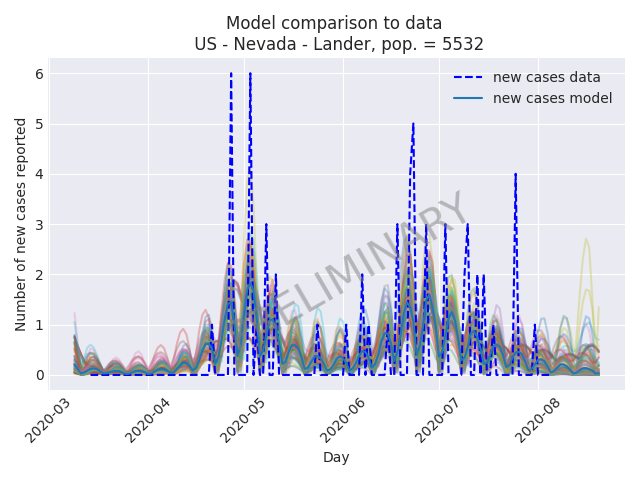 Model comparison to data
US - Nevada - Lander, pop. = 5532
new cases data
new cases model
Number of new cases reported
6
5
4
3
2
1
0
ELIMINARY
2020-03
2020-04
2020-05
2020-06
2020-07
2020-08
Day